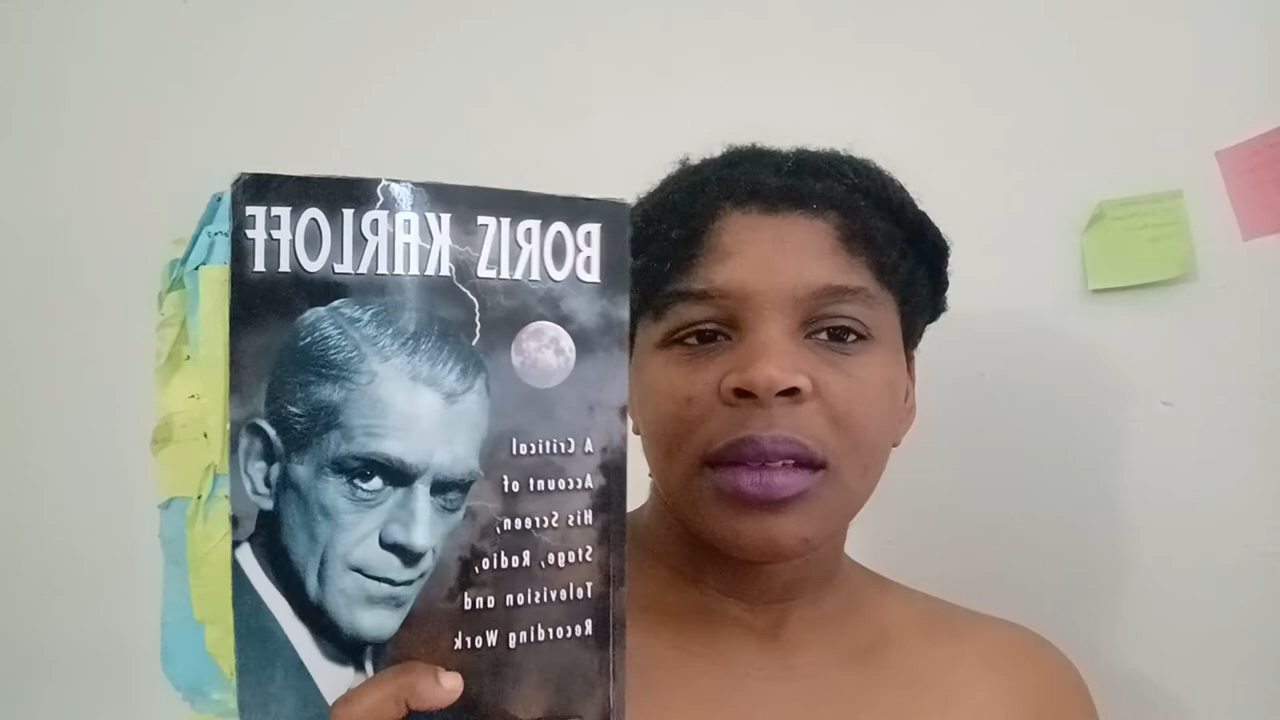 BORIS KARLOFF
A Critical
Account of
His Screen,
Stage, Radio,
Television and
Recording Work